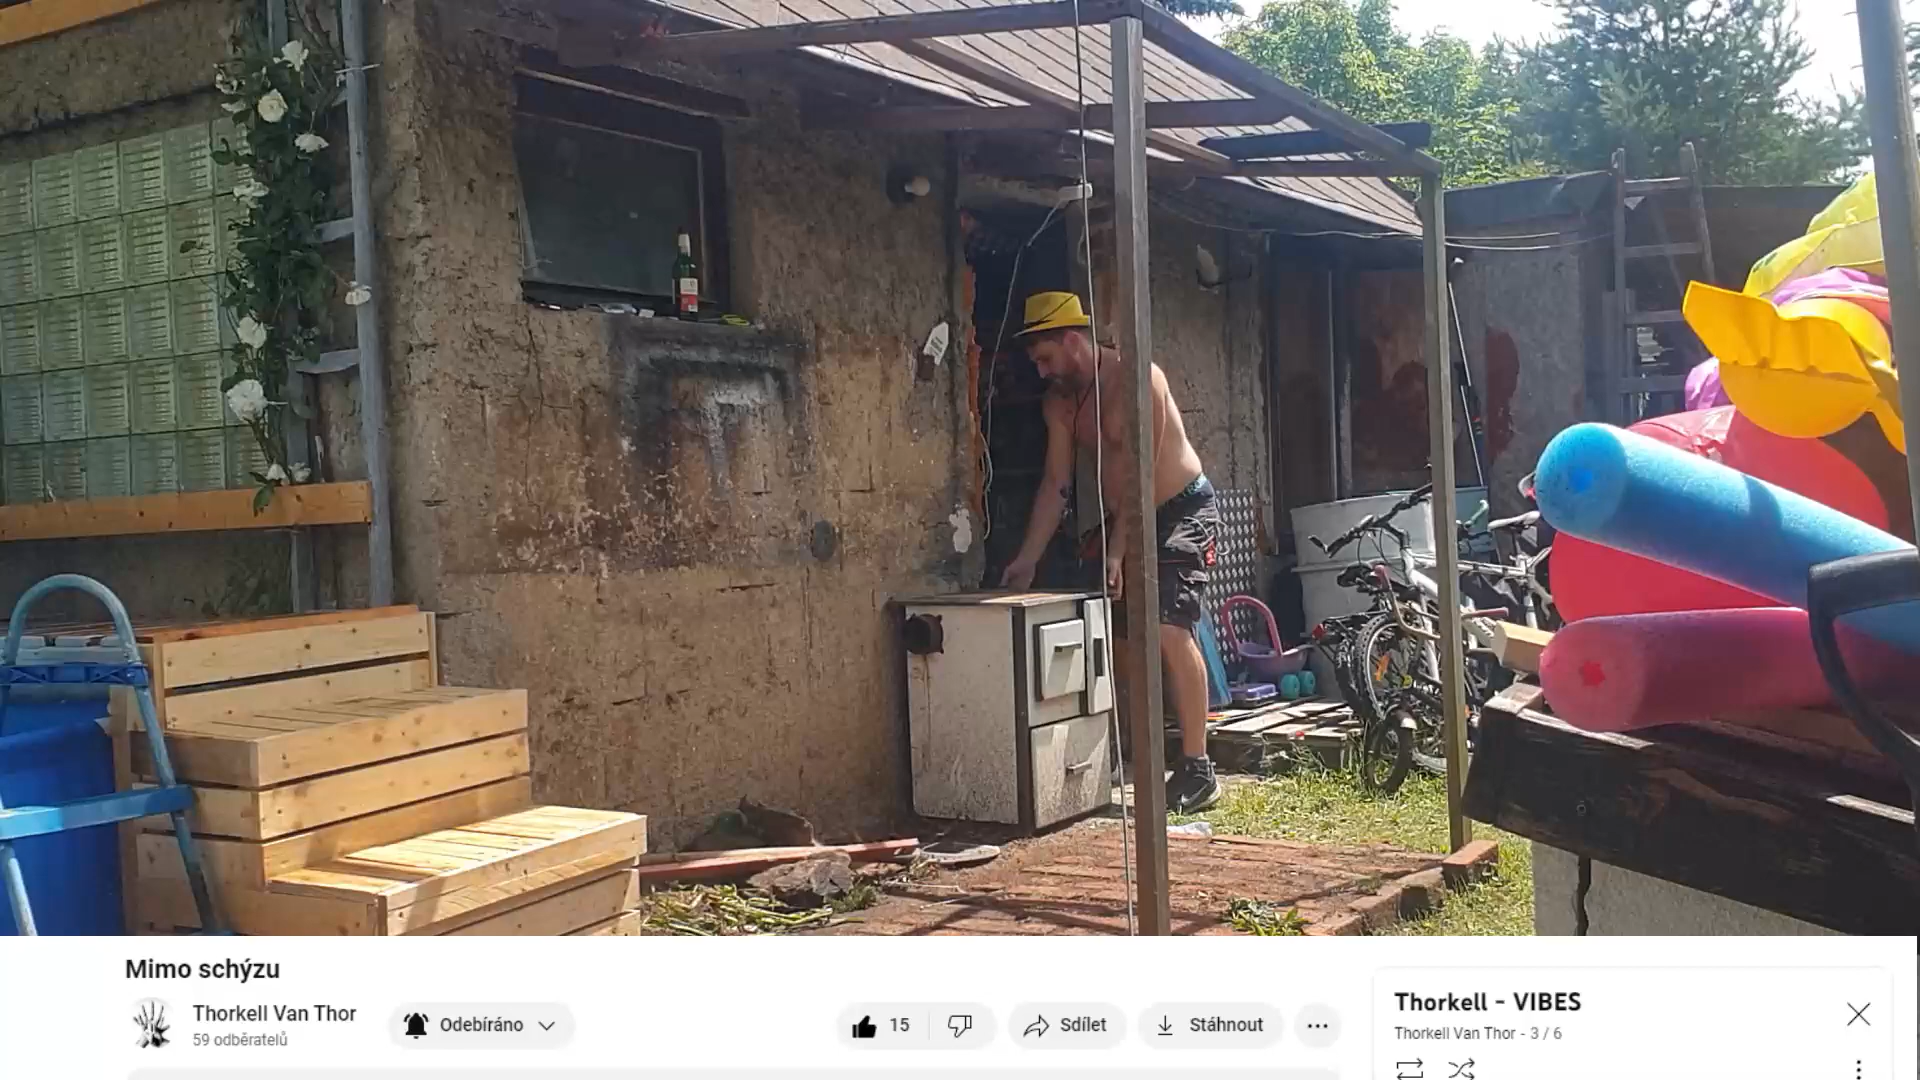 Mimo schýzu
Thorkell Van Thor
59 odběratelů
Odebíráno
15
Sdílet
Stáhnout
Thorkell - VIBES
Thorkell Van Thor - 3 / 6